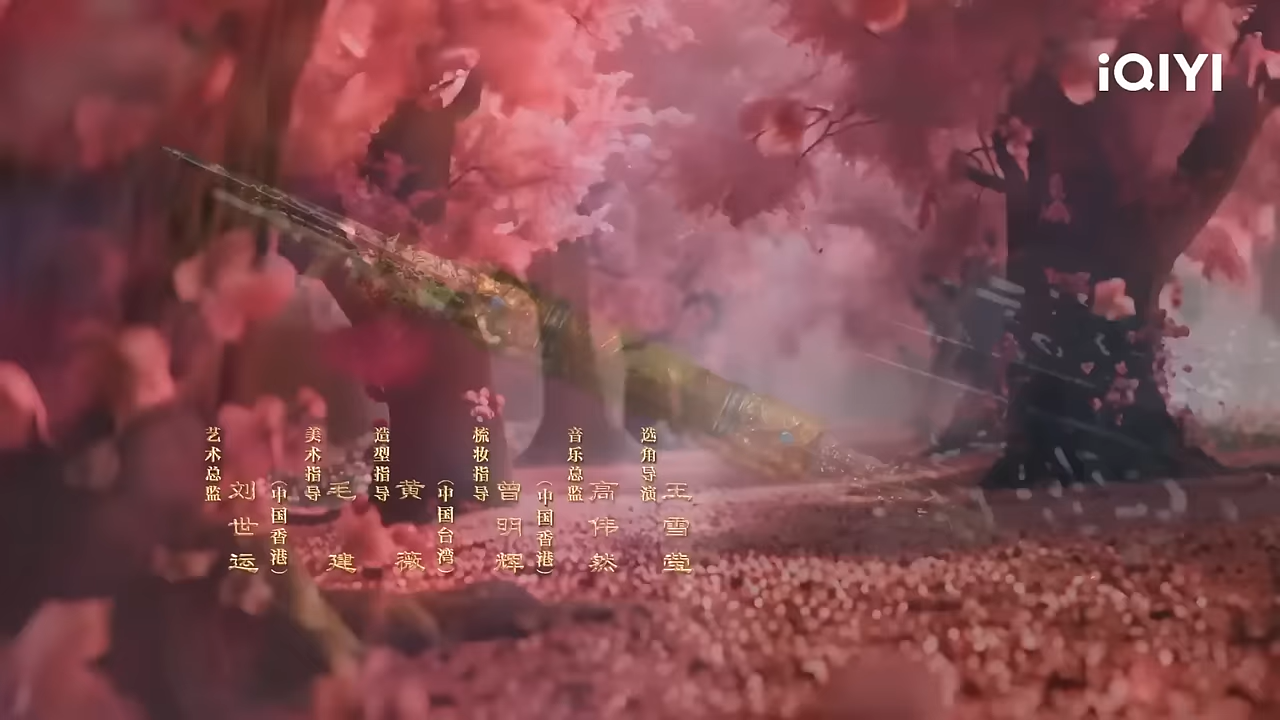 iQIYI
艺术总监
刘世运
(中国香港)
美术指导
毛建
造型指导
黄薇
(中国台湾)
梳妆指导
曾明辉
(中国香港)
音乐总监
高伟然
选角导演
王雪莹